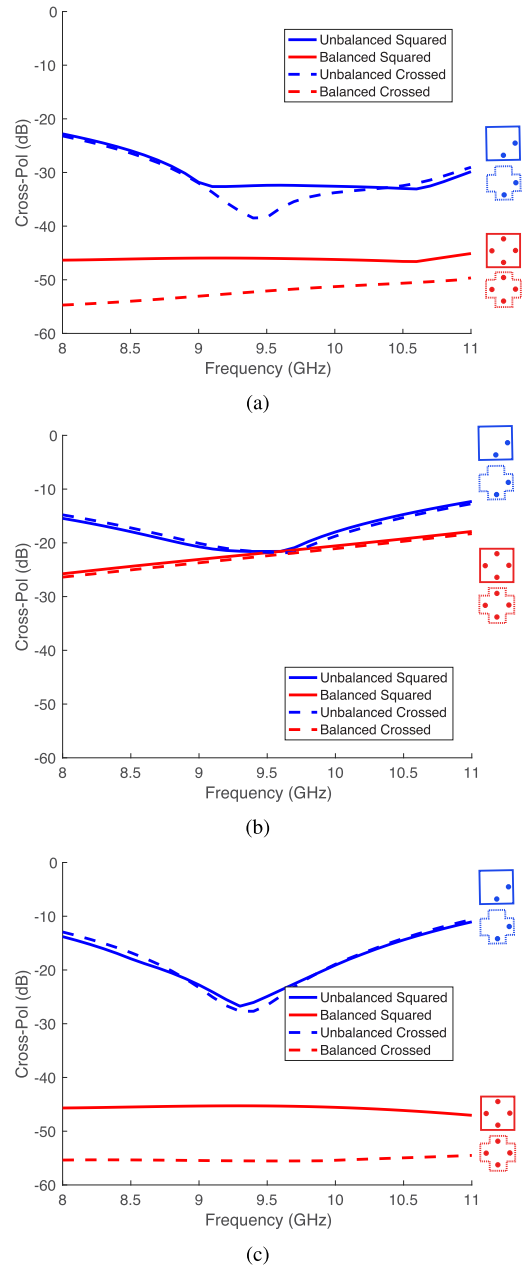 0
-10
-20
-30
-40
-50
-60
Cross-Pol (dB)
Unbalanced Squared
Balanced Squared
Unbalanced Crossed
Balanced Crossed
8 8.5 9 9.5 10 10.5 11
Frequency (GHz)
(a)
0
-10
-20
-30
-40
-50
-60
Cross-Pol (dB)
Unbalanced Squared
Balanced Squared
Unbalanced Crossed
Balanced Crossed
8 8.5 9 9.5 10 10.5 11
Frequency (GHz)
(b)
0
-10
-20
-30
-40
-50
-60
Cross-Pol (dB)
Unbalanced Squared
Balanced Squared
Unbalanced Crossed
Balanced Crossed
8 8.5 9 9.5 10 10.5 11
Frequency (GHz)
(c)